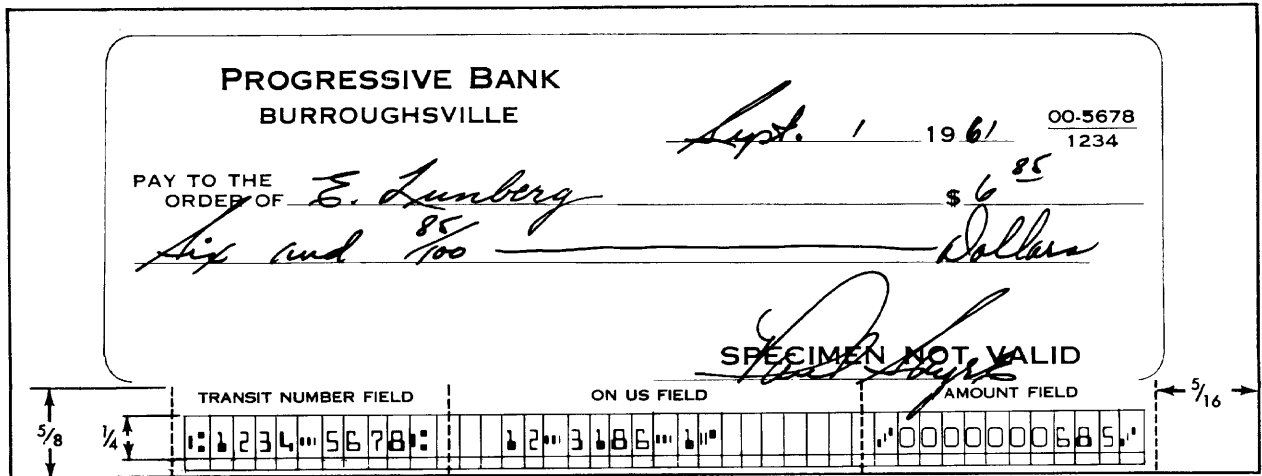 PROGRESSIVE BANK
BURROUGHSVILLE
Sept. 1 19 61
00-5678
1234
PAY TO THE
ORDER OF E. Lunberg $ 6 85
Six and 85/100 Dollars
SPECIMEN NOT VALID
TRANSIT NUMBER FIELD ON US FIELD AMOUNT FIELD
5/16
5/8
1/4
⑆1234⑉5678⑆ 12⑉3186⑉1⑈ ⑇0000000685⑇